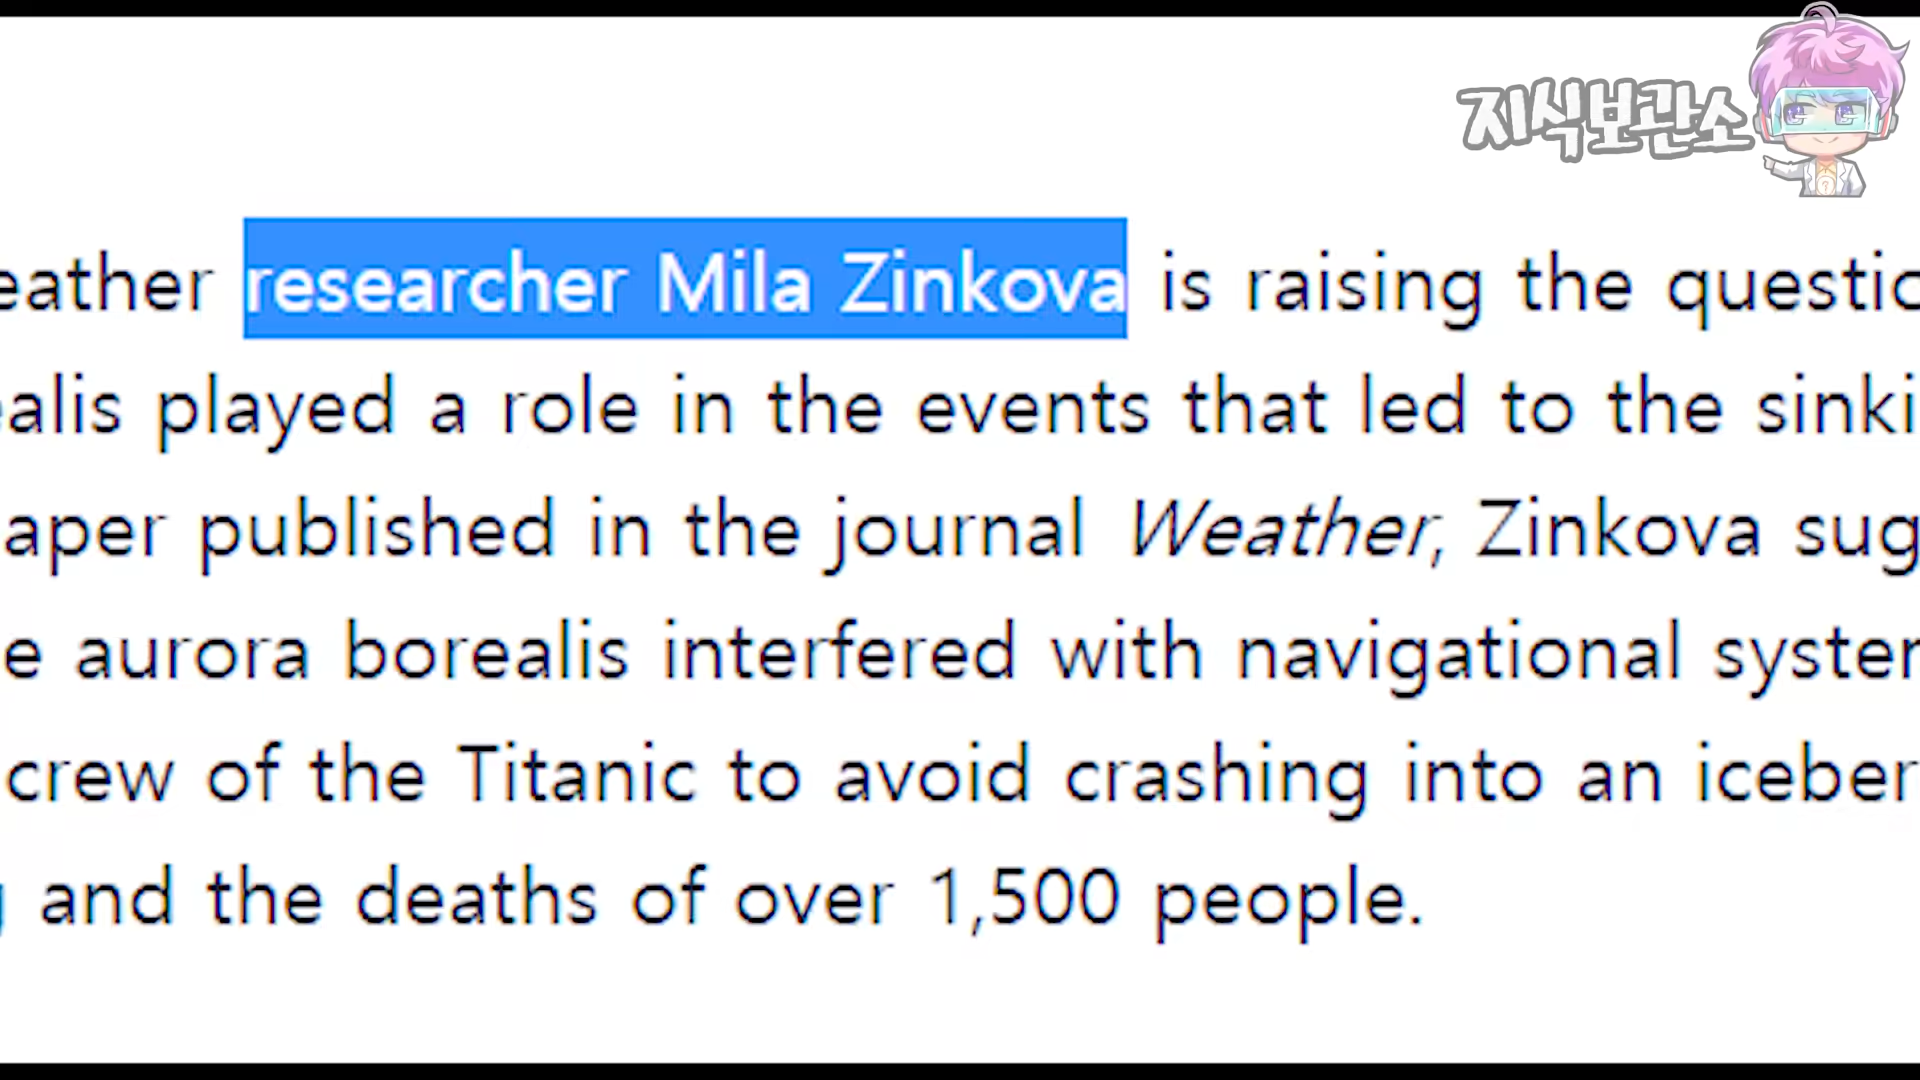 지식보관소
eather researcher Mila Zinkova is raising the questio
ealis played a role in the events that led to the sinki
aper published in the journal Weather, Zinkova sug
e aurora borealis interfered with navigational system
crew of the Titanic to avoid crashing into an iceber
g and the deaths of over 1,500 people.